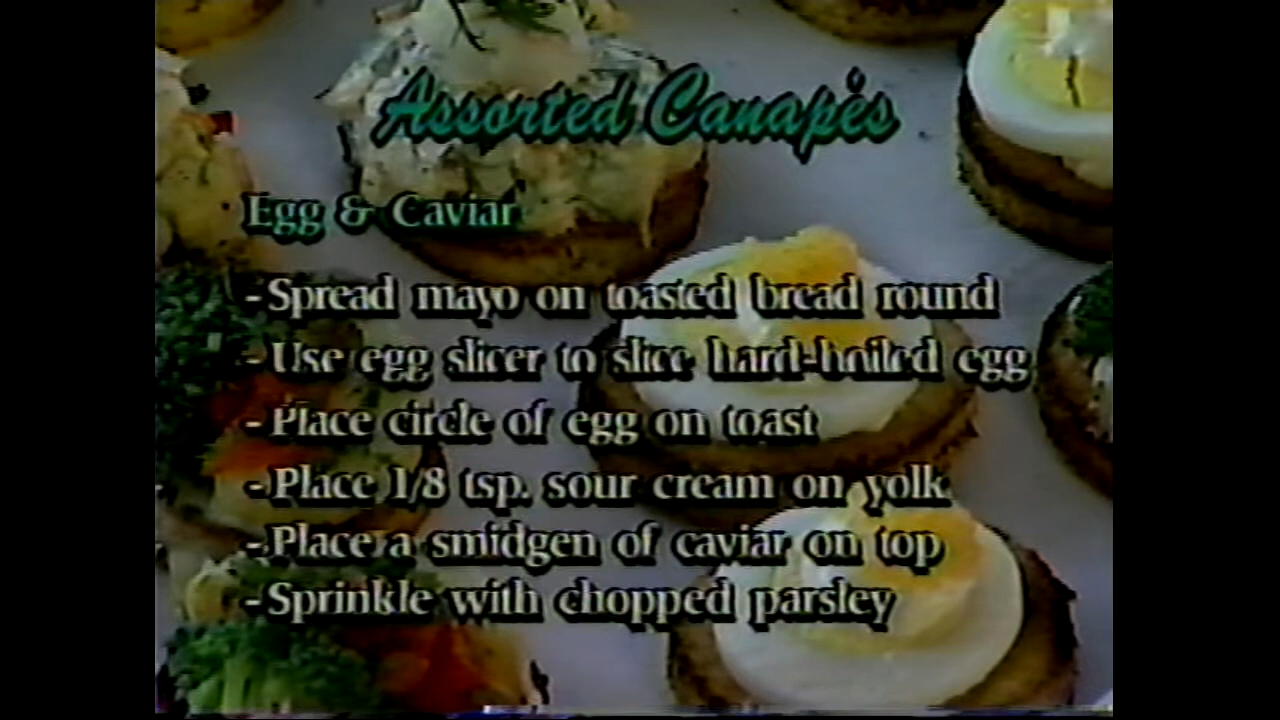 Assorted Canapés
Egg & Caviar
-Spread mayo on toasted bread round
-Use egg slicer to slice hard-boiled egg
-Place circle of egg on toast
-Place 1/8 tsp. sour cream on yolk
-Place a smidgen of caviar on top
-Sprinkle with chopped parsley